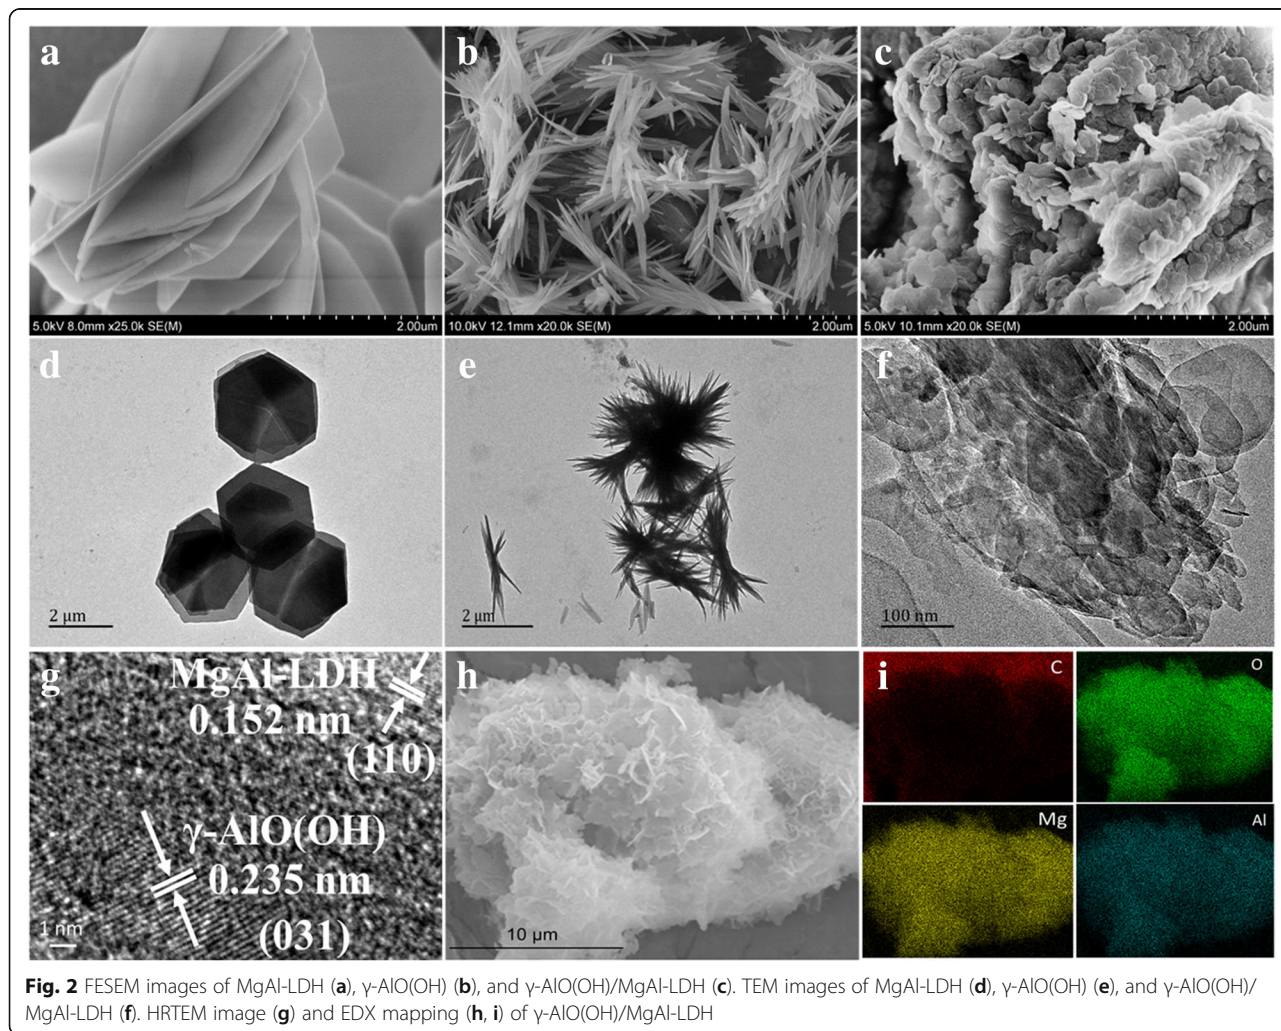 a
b
c
5.0kV 8.0mm x25.0k SE(M) 2.00um
10.0kV 12.1mm x20.0k SE(M) 2.00um
5.0kV 10.1mm x20.0k SE(M) 2.00um
d
2 μm
e
2 μm
f
100 nm
g
MgAl-LDH
0.152 nm
(110)
γ-AlO(OH)
0.235 nm
(031)
1 nm
h
10 μm
i
C
O
Mg
Al
Fig. 2 FESEM images of MgAl-LDH (a), γ-AlO(OH) (b), and γ-AlO(OH)/MgAl-LDH (c). TEM images of MgAl-LDH (d), γ-AlO(OH) (e), and γ-AlO(OH)/
MgAl-LDH (f). HRTEM image (g) and EDX mapping (h, i) of γ-AlO(OH)/MgAl-LDH